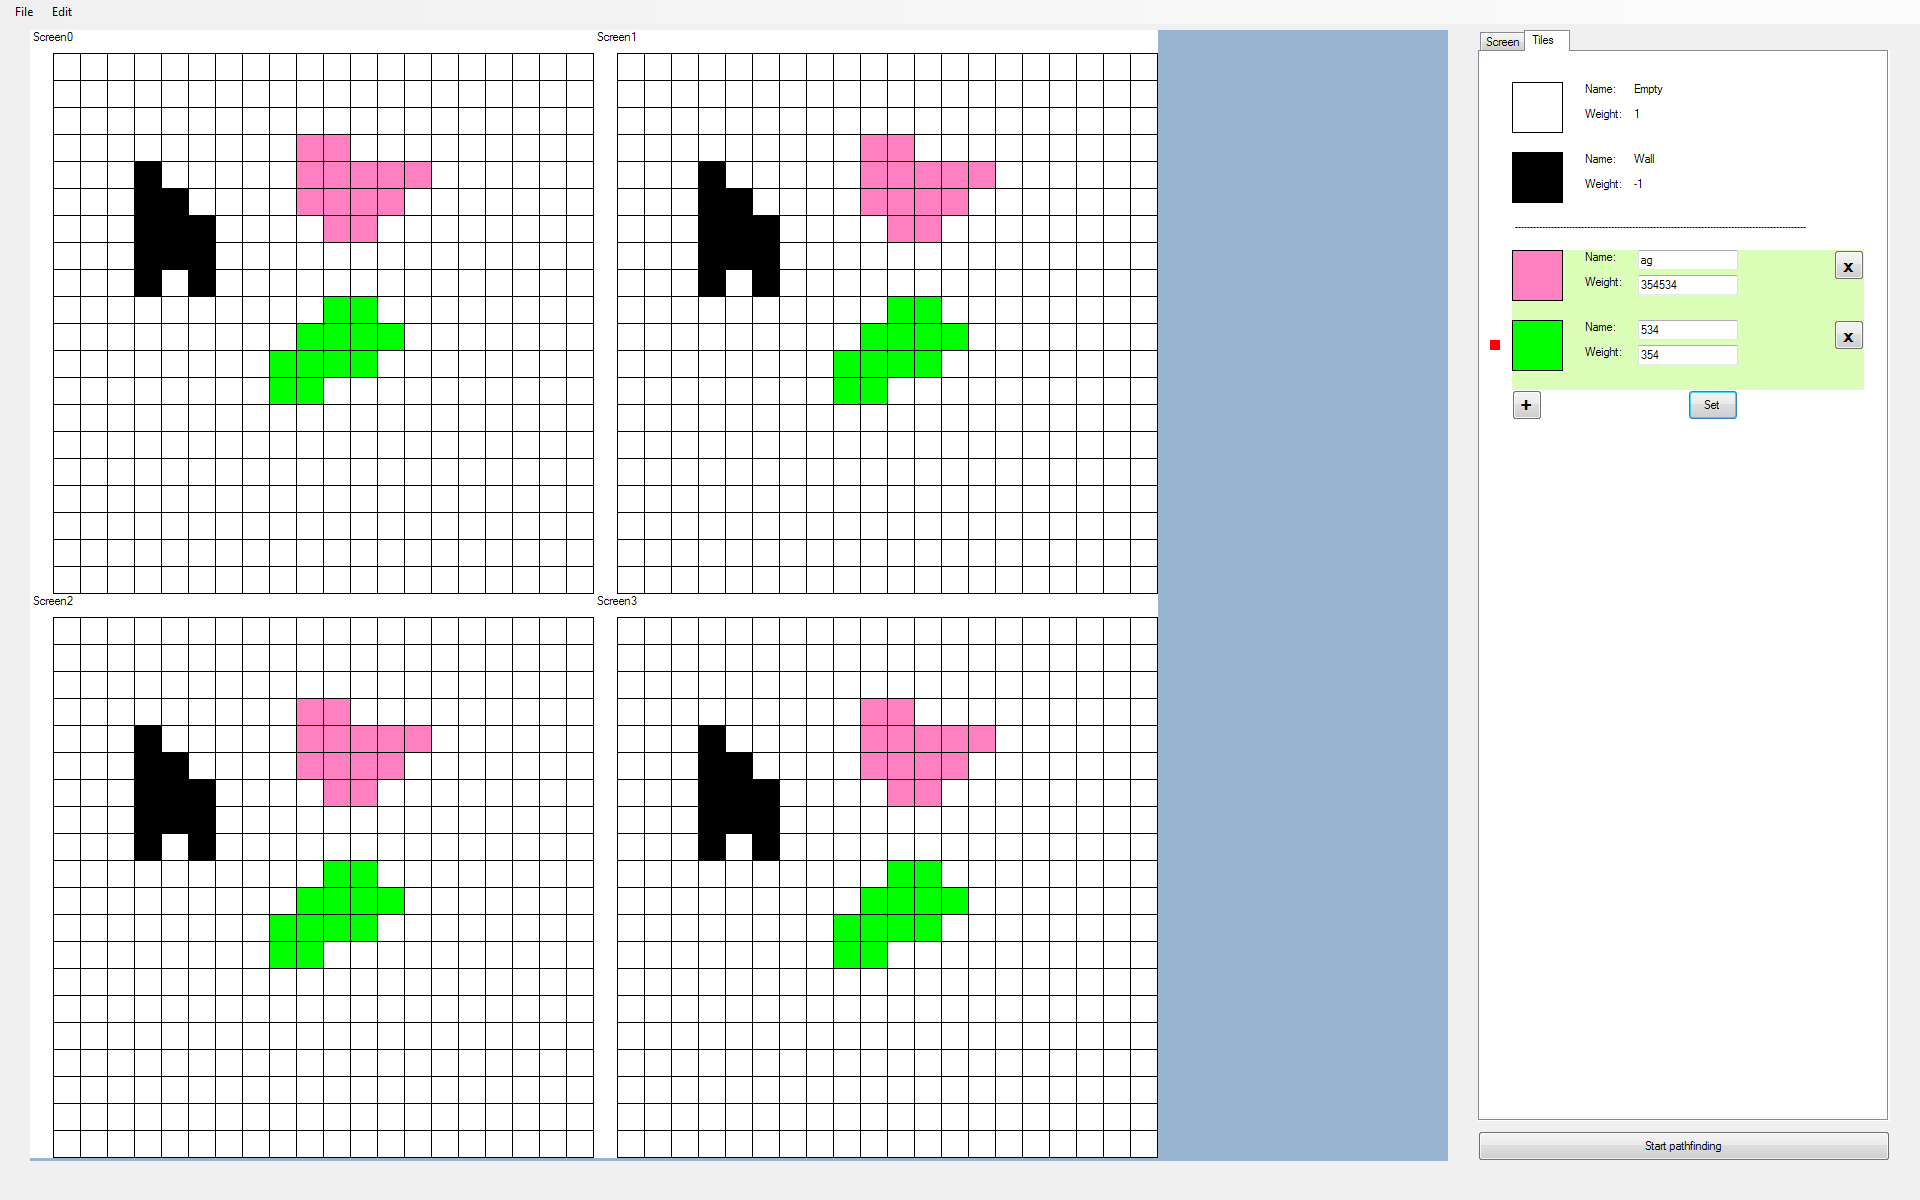 File Edit
Screen0 Screen1
Screen2 Screen3
Screen Tiles
Name: Empty
Weight: 1
Name: Wall
Weight: -1
Name: ag x
Weight: 354534
Name: 534 x
Weight: 354
+ Set
Start pathfinding